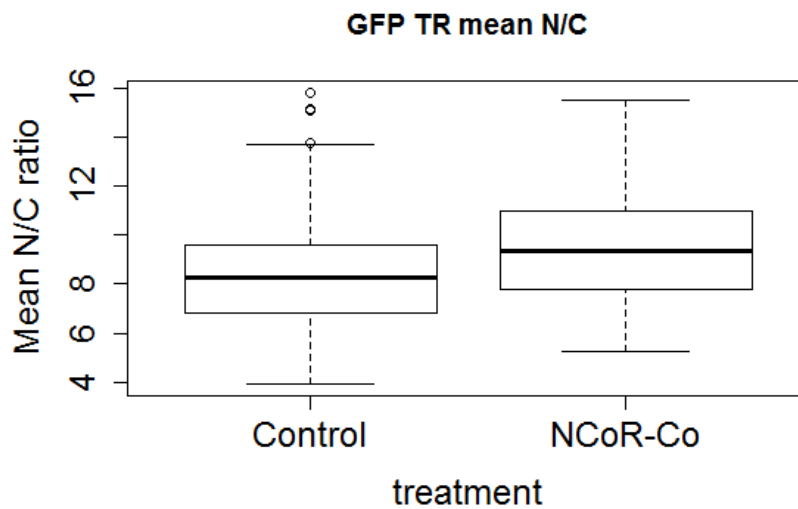 GFP TR mean N/C
Mean N/C ratio
16
12
8
6
4
Control NCoR-Co
treatment